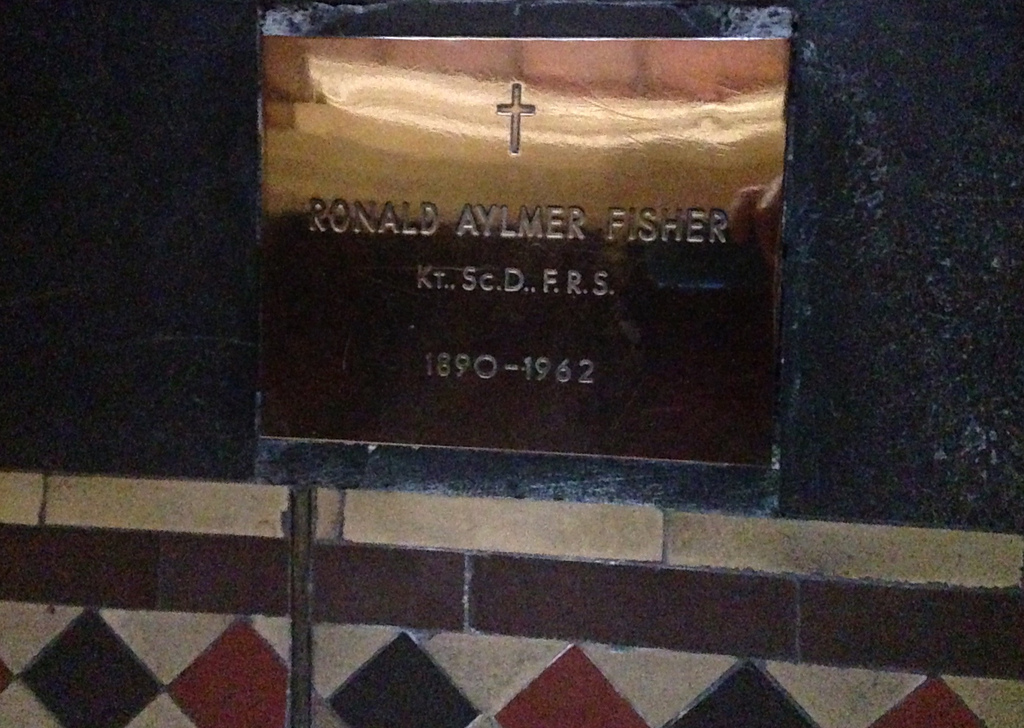 RONALD AYLMER FISHER
KT., SC.D., F.R.S.
1890-1962